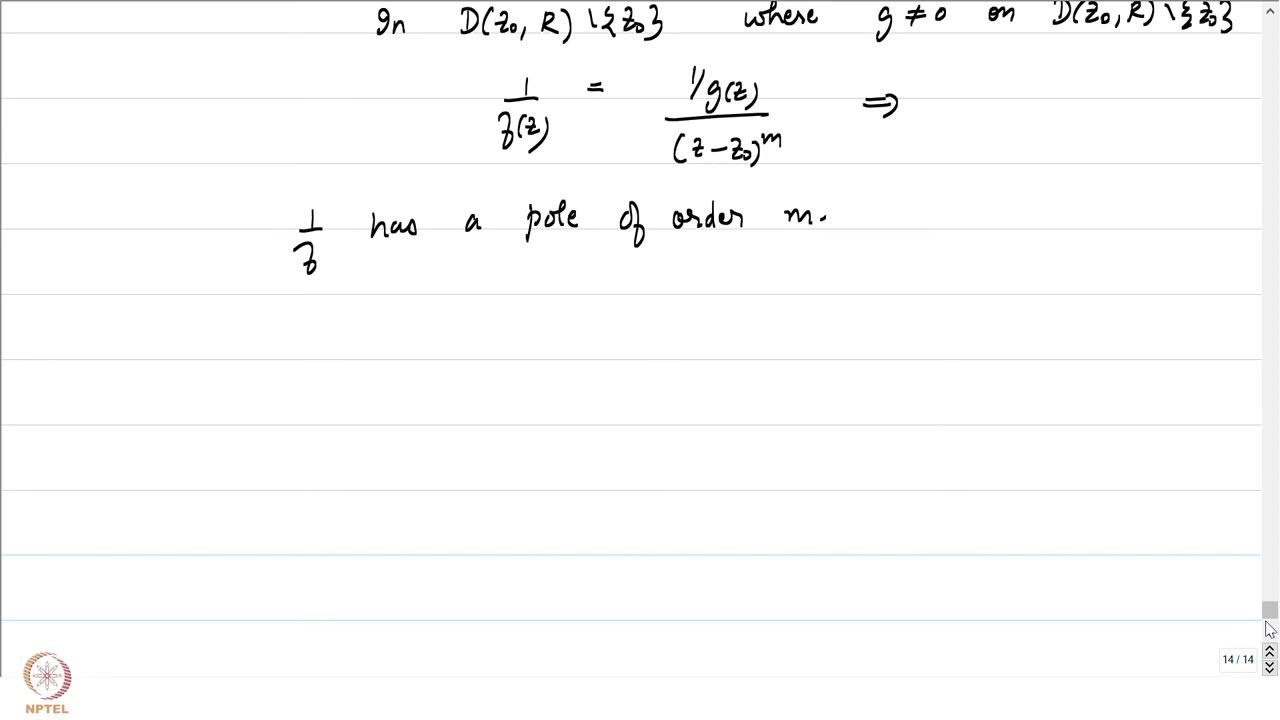 In D(z₀, R) \ {z₀} where g ≠ 0 on D(z₀, R) \ {z₀}
1/f(z) = (1/g(z))/(z − z₀)^m ⇒
1/f has a pole of order m.
14 / 14
NPTEL